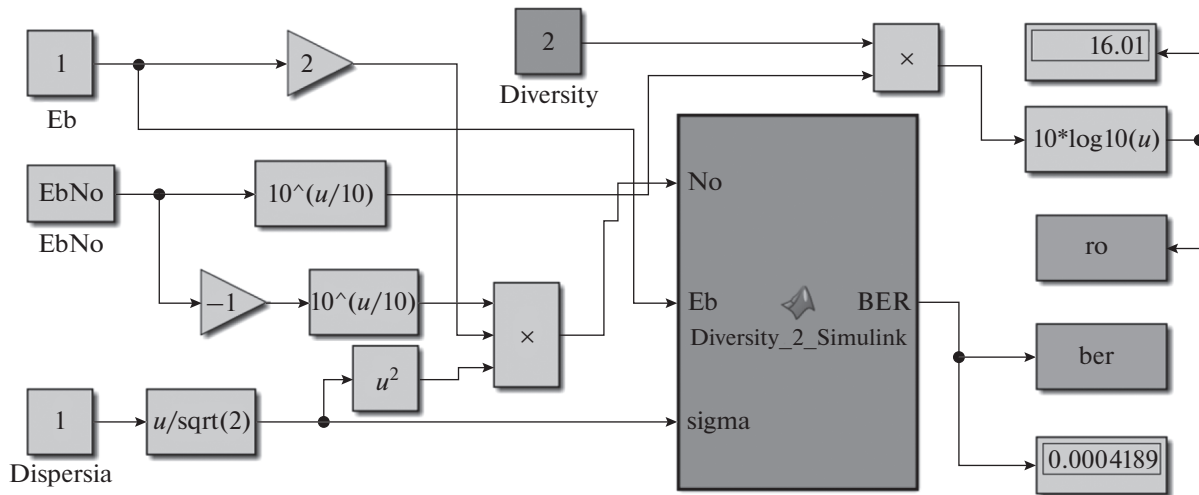 1
Eb
2
2
Diversity
×
16.01
10*log10(u)
EbNo
EbNo
10^(u/10)
No
ro
−1
10^(u/10)
×
Eb
BER
Diversity_2_Simulink
ber
u²
1
Dispersia
u/sqrt(2)
sigma
0.0004189